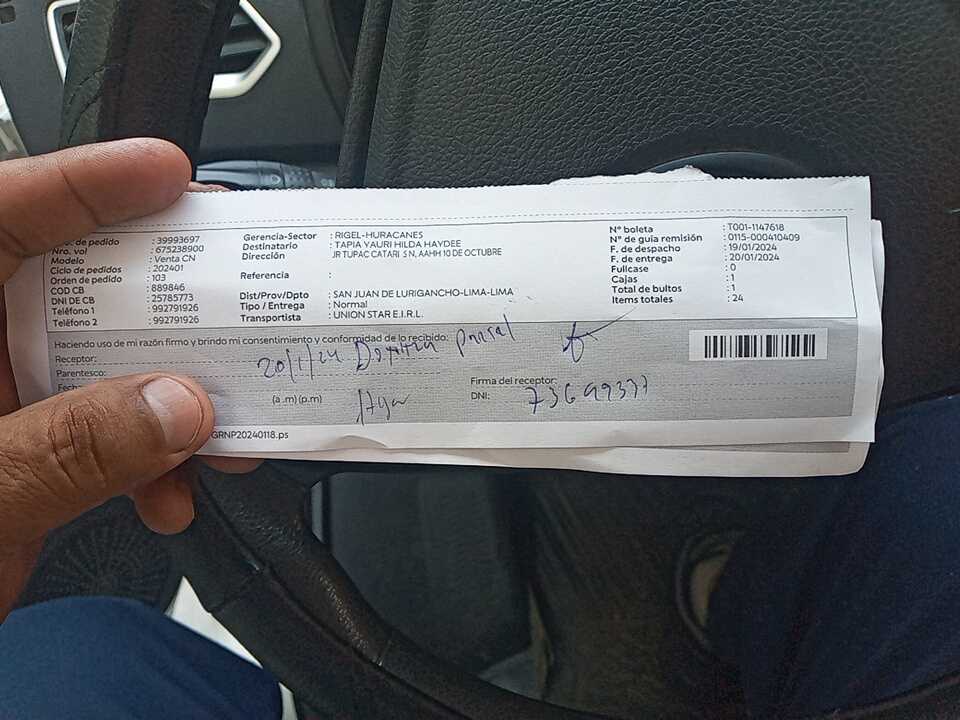 Nro. de pedido : 39993697
Nro. vol : 675238900
Modelo : Venta CN
Ciclo de pedidos : 202401
Orden de pedido : 103
COD CB : 889846
DNI DE CB : 25785773
Teléfono 1 : 992791926
Teléfono 2 : 992791926
Gerencia-Sector : RIGEL-HURACANES
Destinatario : TAPIA YAURI HILDA HAYDEE
Dirección JR TUPAC CATARI S N, AAHH 10 DE OCTUBRE
Referencia :
Dist/Prov/Dpto : SAN JUAN DE LURIGANCHO-LIMA-LIMA
Tipo / Entrega : Normal
Transportista : UNION STAR E.I.R.L.
N° boleta : T001-1147618
N° de guía remisión : 0115-000410409
F. de despacho : 19/01/2024
F. de entrega : 20/01/2024
Fullcase : 0
Cajas : 1
Total de bultos : 1
Items totales : 24
Haciendo uso de mi razón firmo y brindo mi consentimiento y conformidad de lo recibido:
Receptor:
20/1/24
Parentesco:
Fecha
(a .m) (p.m)
Firma del receptor:
DNI:
GRNP20240118.ps